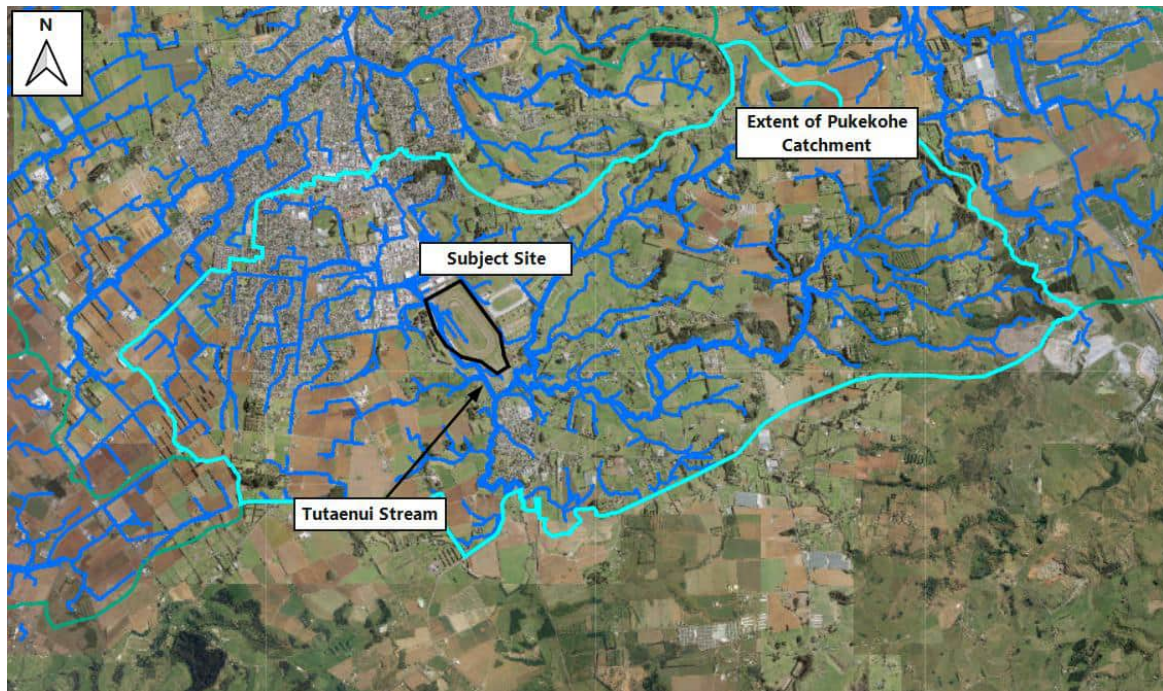 N
Extent of Pukekohe
Catchment
Subject Site
Tutaenui Stream